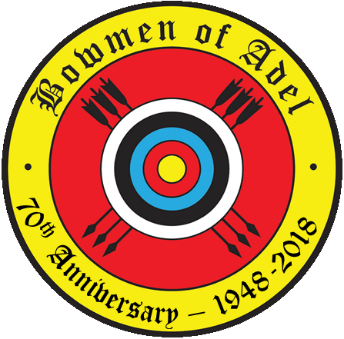 Bowmen of Adel
70th Anniversary – 1948-2018